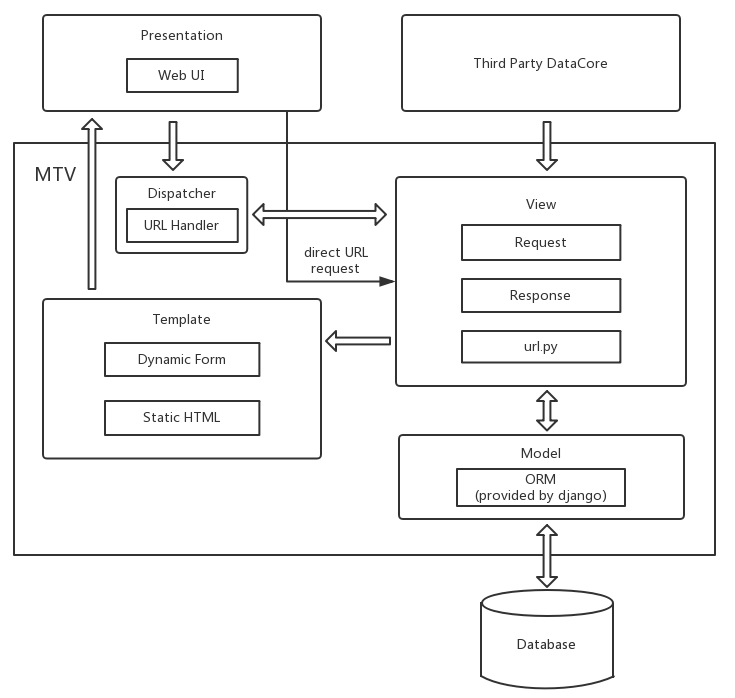 Presentation
Web UI
Third Party DataCore
MTV
Dispatcher
URL Handler
View
Request
Response
url.py
direct URL
request
Template
Dynamic Form
Static HTML
Model
ORM
(provided by django)
Database